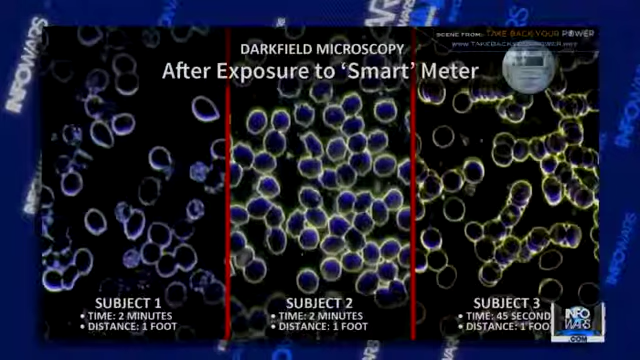 SCENE FROM: TAKE BACK YOUR POWER
WWW.TAKEBACKYOURPOWER.NET
DARKFIELD MICROSCOPY
After Exposure to ‘Smart’ Meter
SUBJECT 1
• TIME: 2 MINUTES
• DISTANCE: 1 FOOT
SUBJECT 2
• TIME: 2 MINUTES
• DISTANCE: 1 FOOT
SUBJECT 3
• TIME: 45 SECOND
• DISTANCE: 1 FOO
INFO
WARS
.COM
INFOWARS
INFOWARS
INFOWARS